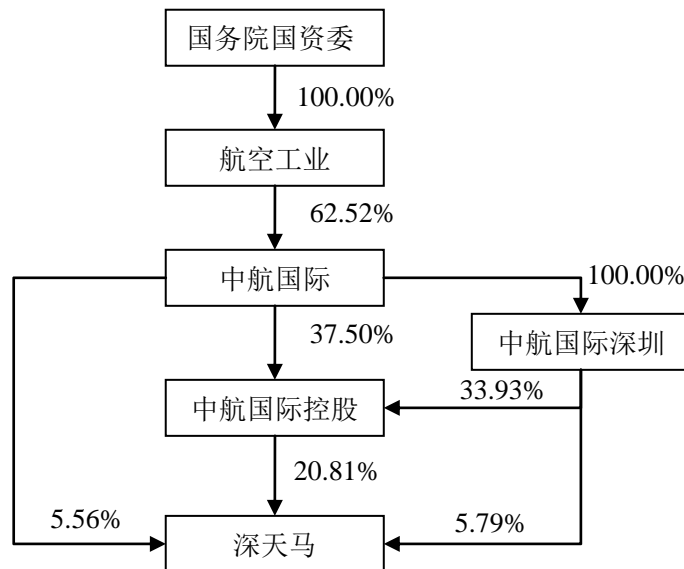 国务院国资委
100.00%
航空工业
62.52%
中航国际
100.00%
37.50%
中航国际深圳
33.93%
中航国际控股
20.81%
5.56%
5.79%
深天马